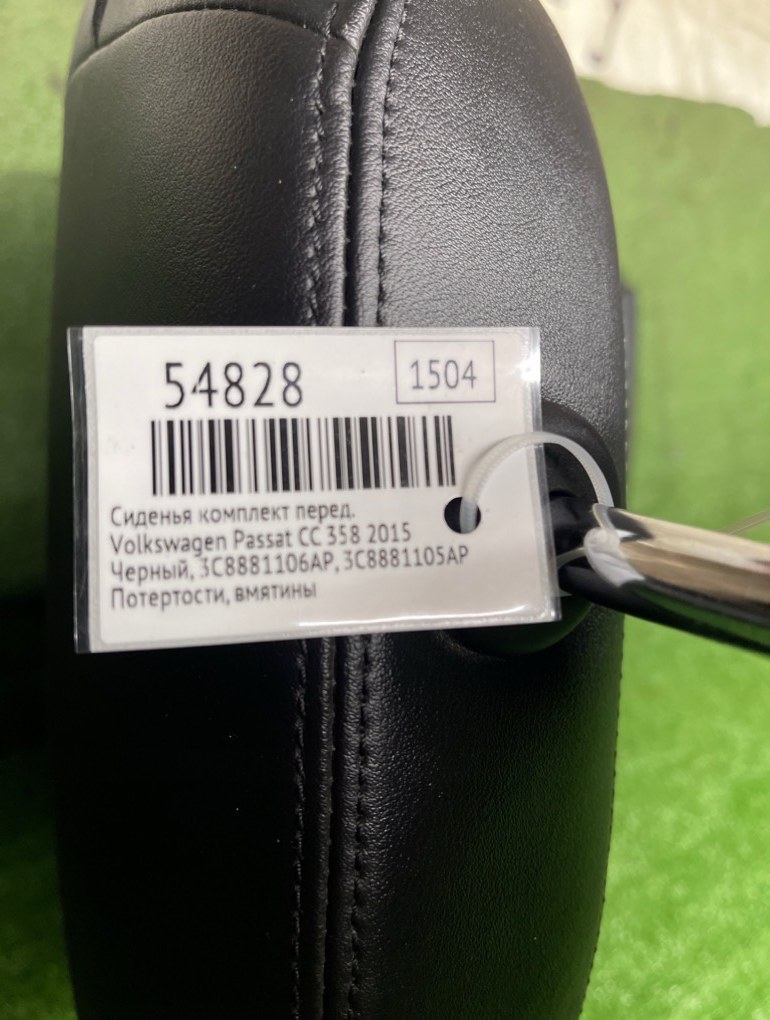 54828
1504
Сиденья комплект перед.
Volkswagen Passat CC 358 2015
Черный, 3C8881106AP, 3C8881105AP
Потертости, вмятины